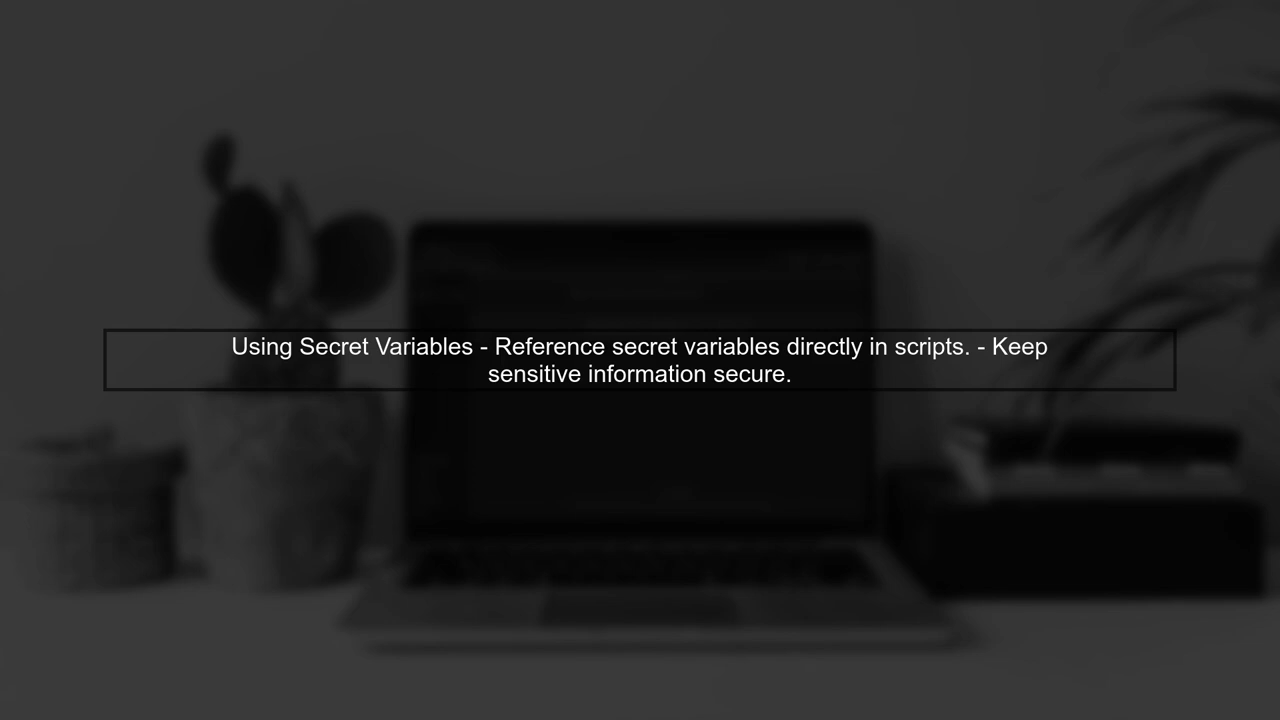 Using Secret Variables - Reference secret variables directly in scripts. - Keep
sensitive information secure.